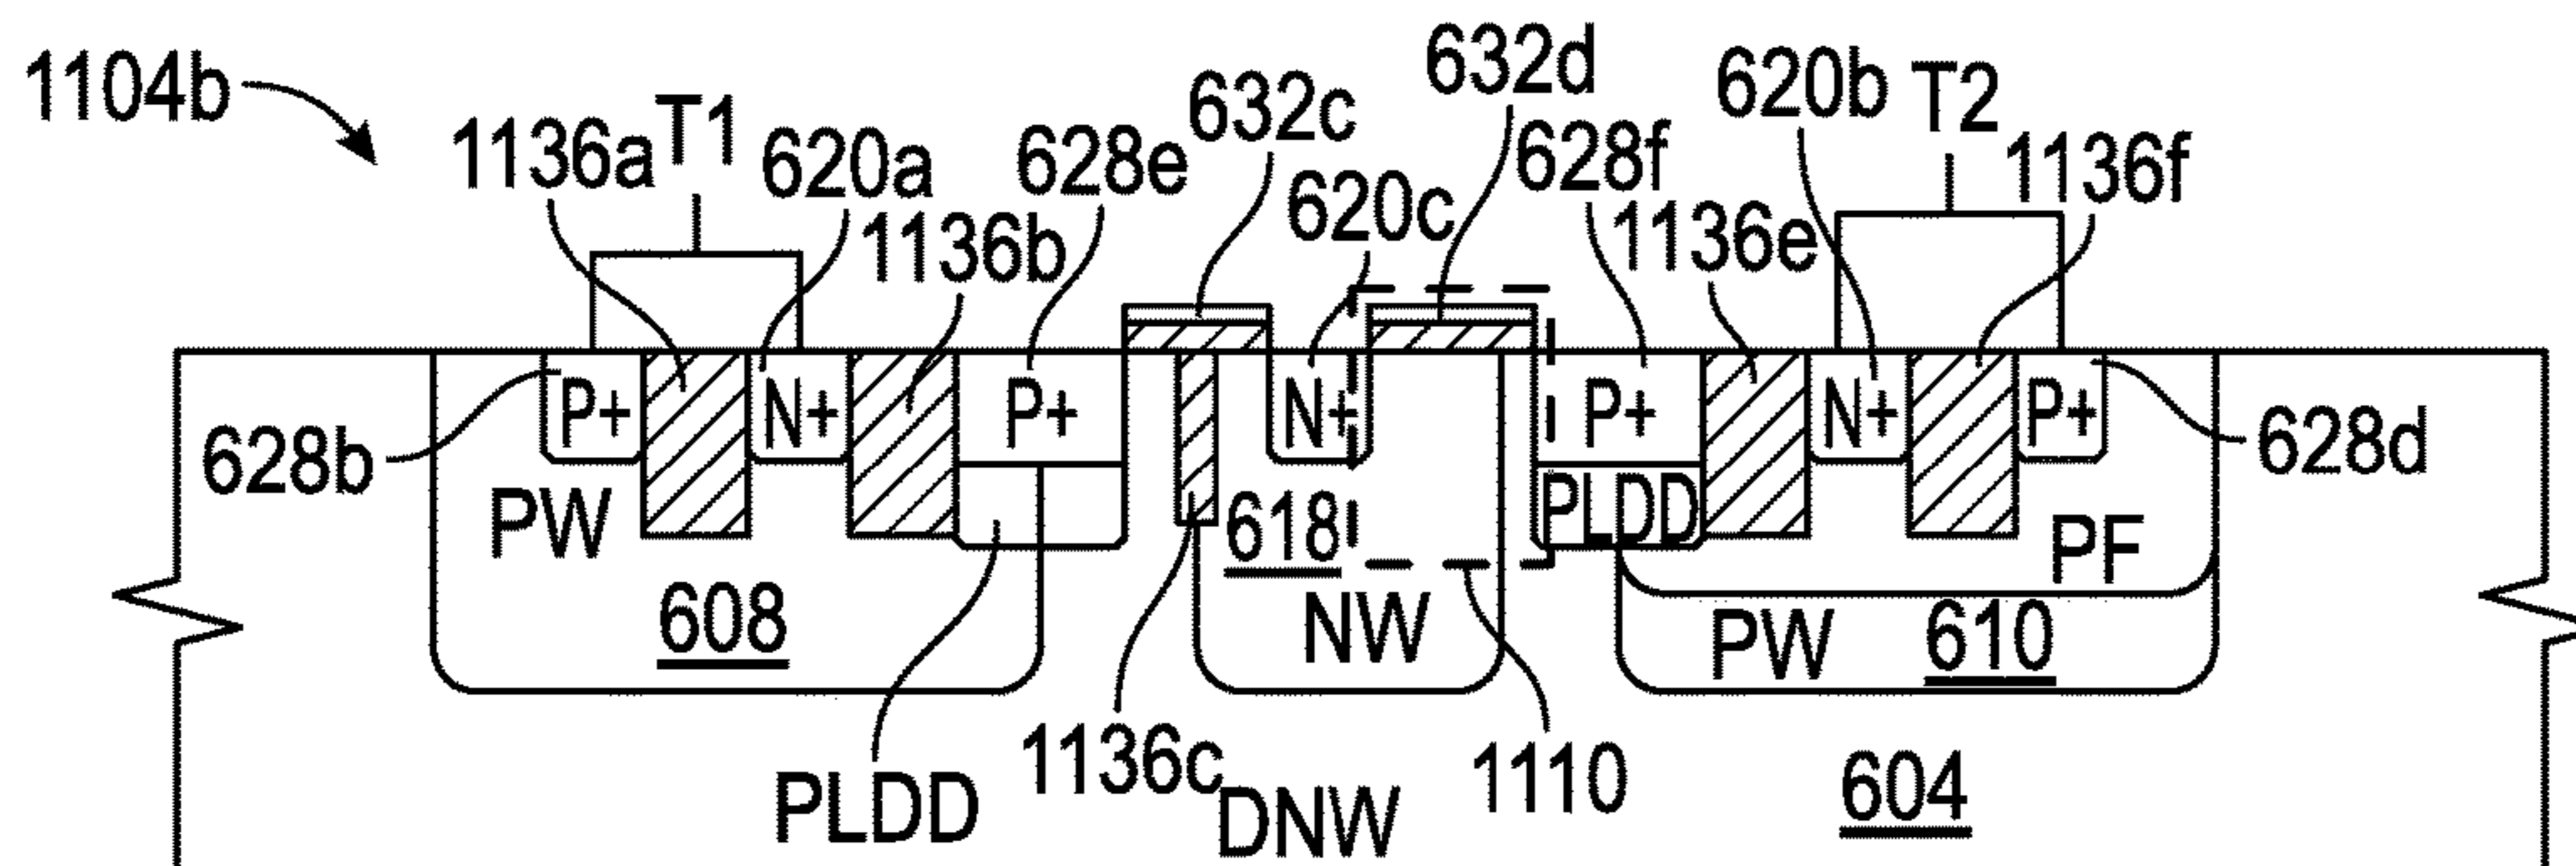 1104b
1136a
T1
620a
1136b
628e
632c
620c
632d
628f
1136e
620b
T2
1136f
628b
P+
N+
P+
N+
P+
N+
P+
628d
PW
618
PLDD
PF
608
NW
PW
610
PLDD
1136c
DNW
1110
604